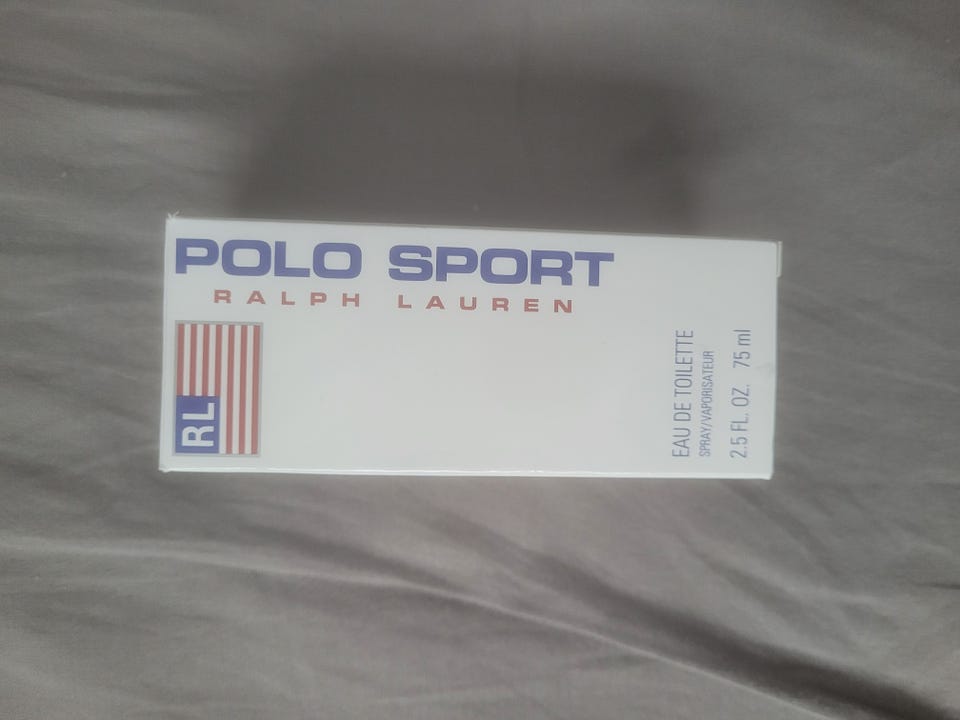 POLO SPORT
RALPH LAUREN
RL
EAU DE TOILETTE
SPRAY/VAPORISATEUR
2.5 FL. OZ. 75 ml